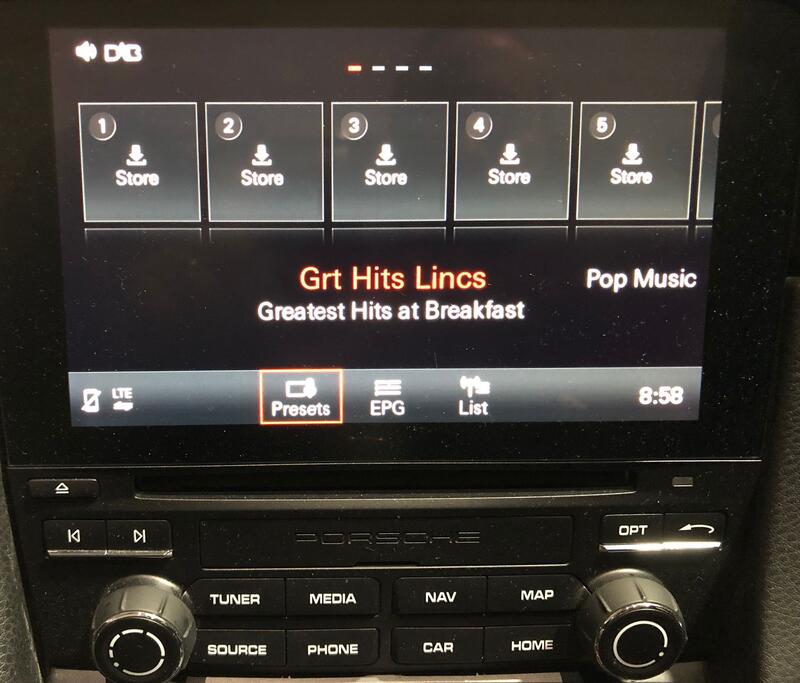 DAB
1 2 3 4 5
Store Store Store Store Store
Grt Hits Lincs
Pop Music
Greatest Hits at Breakfast
LTE
Presets EPG List
8:58
PORSCHE
OPT
TUNER MEDIA NAV MAP
SOURCE PHONE CAR HOME